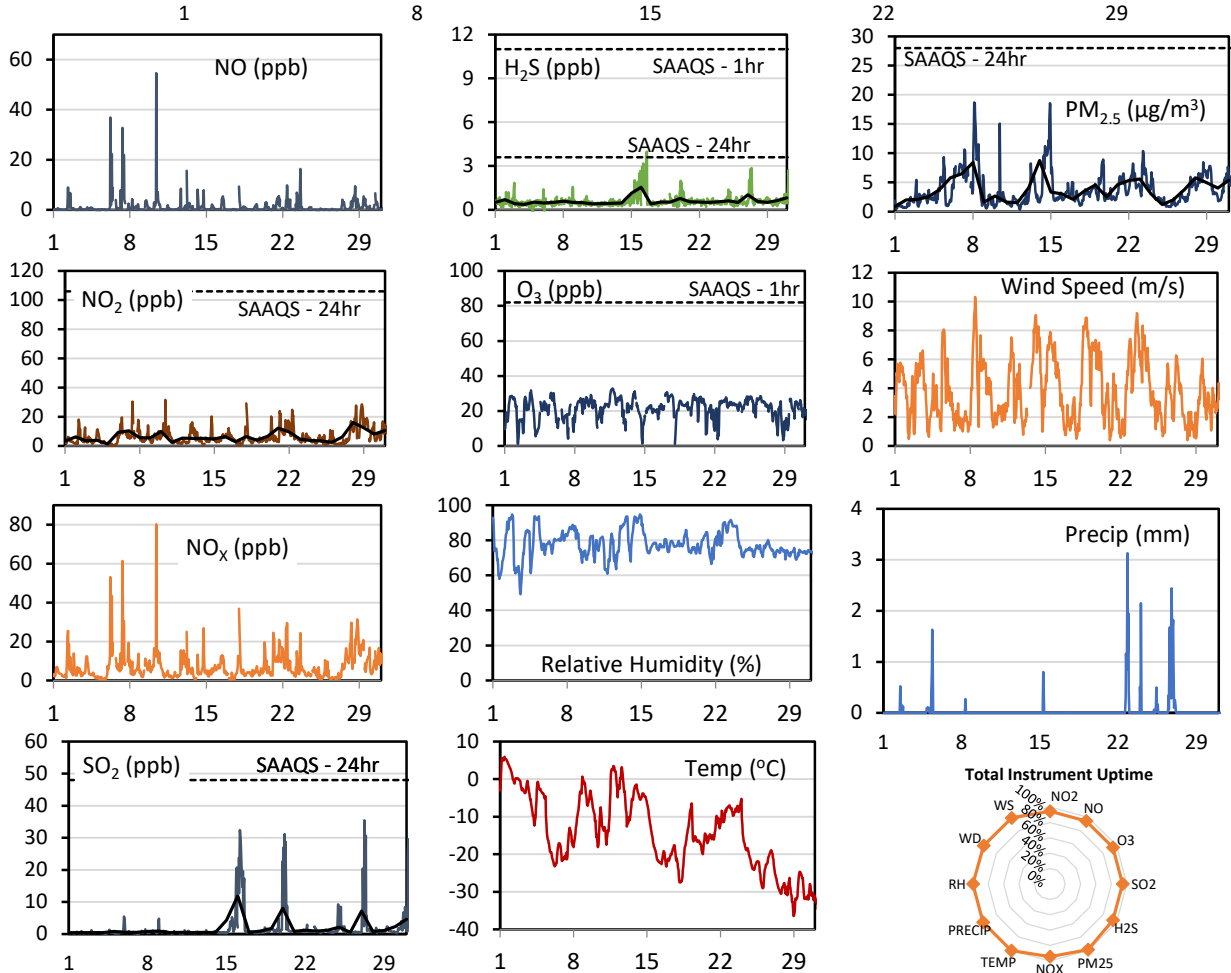 1 8 15 22 29
NO (ppb)
70
60
40
20
0
1 8 15 22 29
H₂S (ppb)
SAAQS - 1hr
SAAQS - 24hr
12
9
6
3
0
1 8 15 22 29
SAAQS - 24hr
PM₂.₅ (µg/m³)
30
25
20
15
10
5
0
1 8 15 22 29
NO₂ (ppb)
SAAQS - 24hr
120
100
80
60
40
20
0
1 8 15 22 29
O₃ (ppb)
SAAQS - 1hr
100
80
60
40
20
0
1 8 15 22 29
Wind Speed (m/s)
12
10
8
6
4
2
0
1 8 15 22 29
NOₓ (ppb)
80
60
40
20
0
1 8 15 22 29
100
80
60
40
20
0
Relative Humidity (%)
1 8 15 22 29
Precip (mm)
4
3
2
1
0
1 8 15 22 29
SO₂ (ppb)
SAAQS - 24hr
60
50
40
30
20
10
0
1 8 15 22 29
Temp (°C)
10
0
-10
-20
-30
-40
1 8 15 22 29
Total Instrument Uptime
100%
80%
60%
40%
20%
0%
NO2
NO
O3
SO2
H2S
PM25
NOX
TEMP
PRECIP
RH
WD
WS